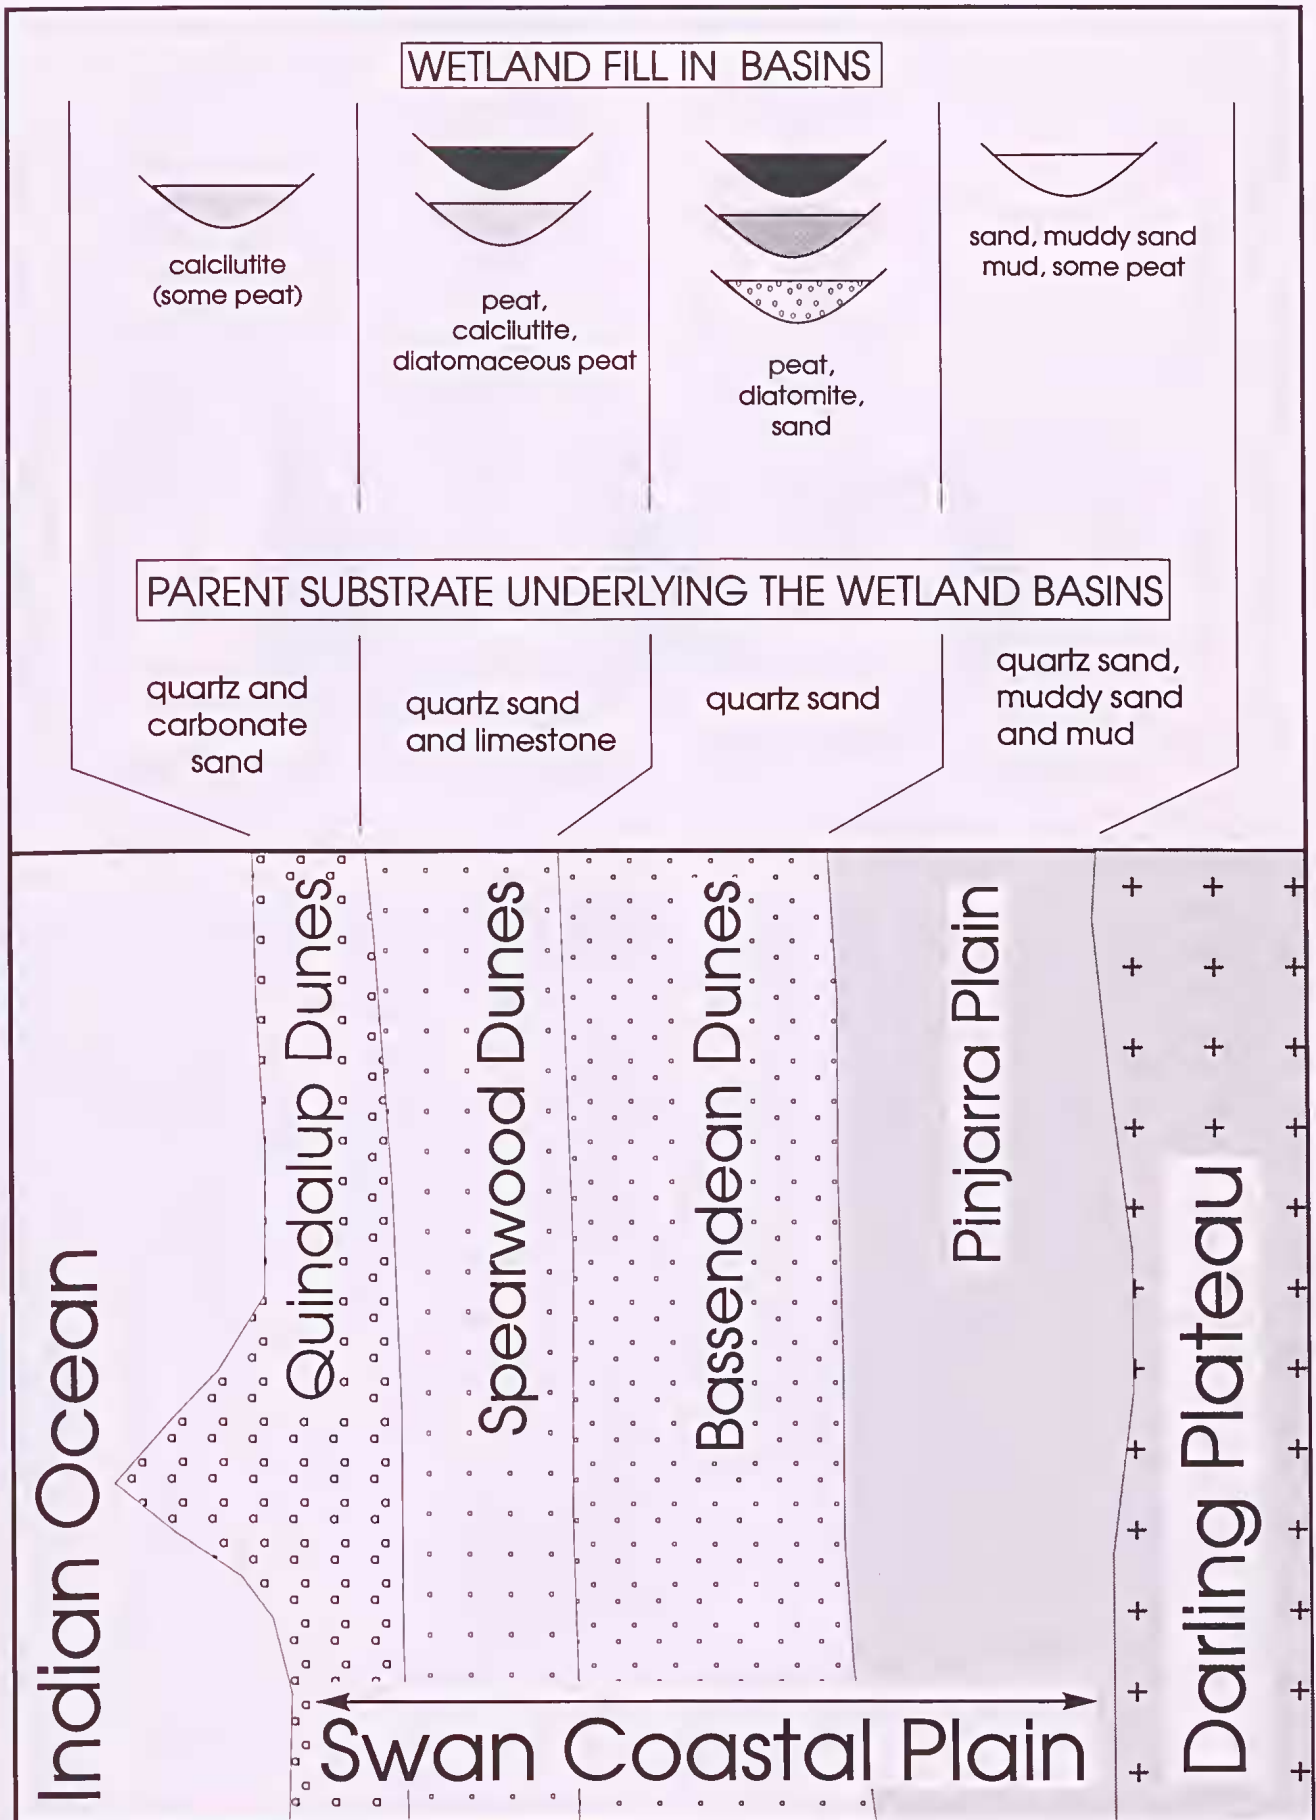 WETLAND FILL IN BASINS
calcilutite
(some peat)
peat,
calcilutite,
diatomaceous peat
peat,
diatomite,
sand
sand, muddy sand
mud, some peat
PARENT SUBSTRATE UNDERLYING THE WETLAND BASINS
quartz and
carbonate
sand
quartz sand
and limestone
quartz sand
quartz sand,
muddy sand
and mud
Indian Ocean
Quindalup Dunes
Spearwood Dunes
Bassendean Dunes
Pinjarra Plain
Darling Plateau
Swan Coastal Plain